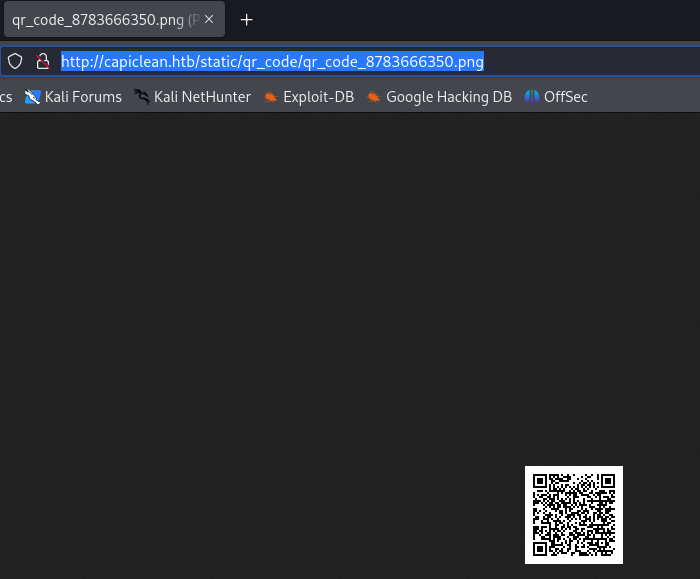 qr_code_8783666350.png (P
http://capiclean.htb/static/qr_code/qr_code_8783666350.png
cs Kali Forums Kali NetHunter Exploit-DB Google Hacking DB OffSec